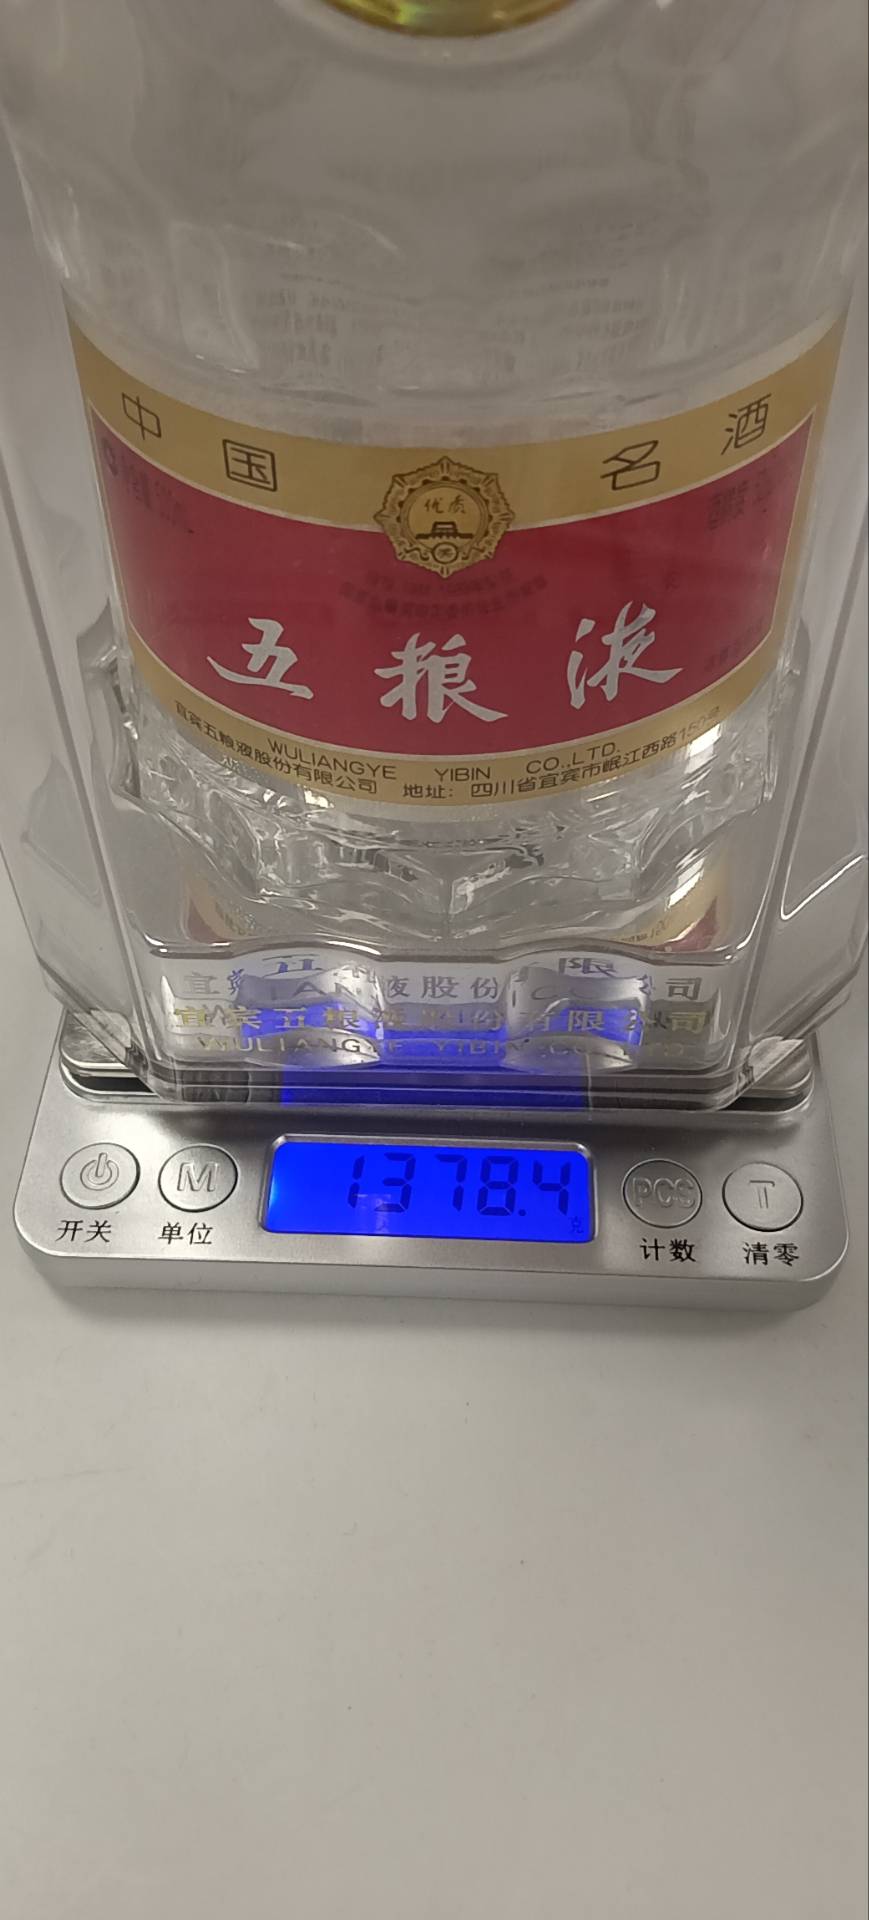 中国名酒
优质
五粮液
WULIANGYE YIBIN CO.,LTD.
宜宾五粮液股份有限公司 地址：四川省宜宾市岷江西路150号
宜宾五粮液股份有限公司
WULIANGYE YIBIN CO., LTD
1378.4
克
M
PCS
T
开关
单位
计数
清零